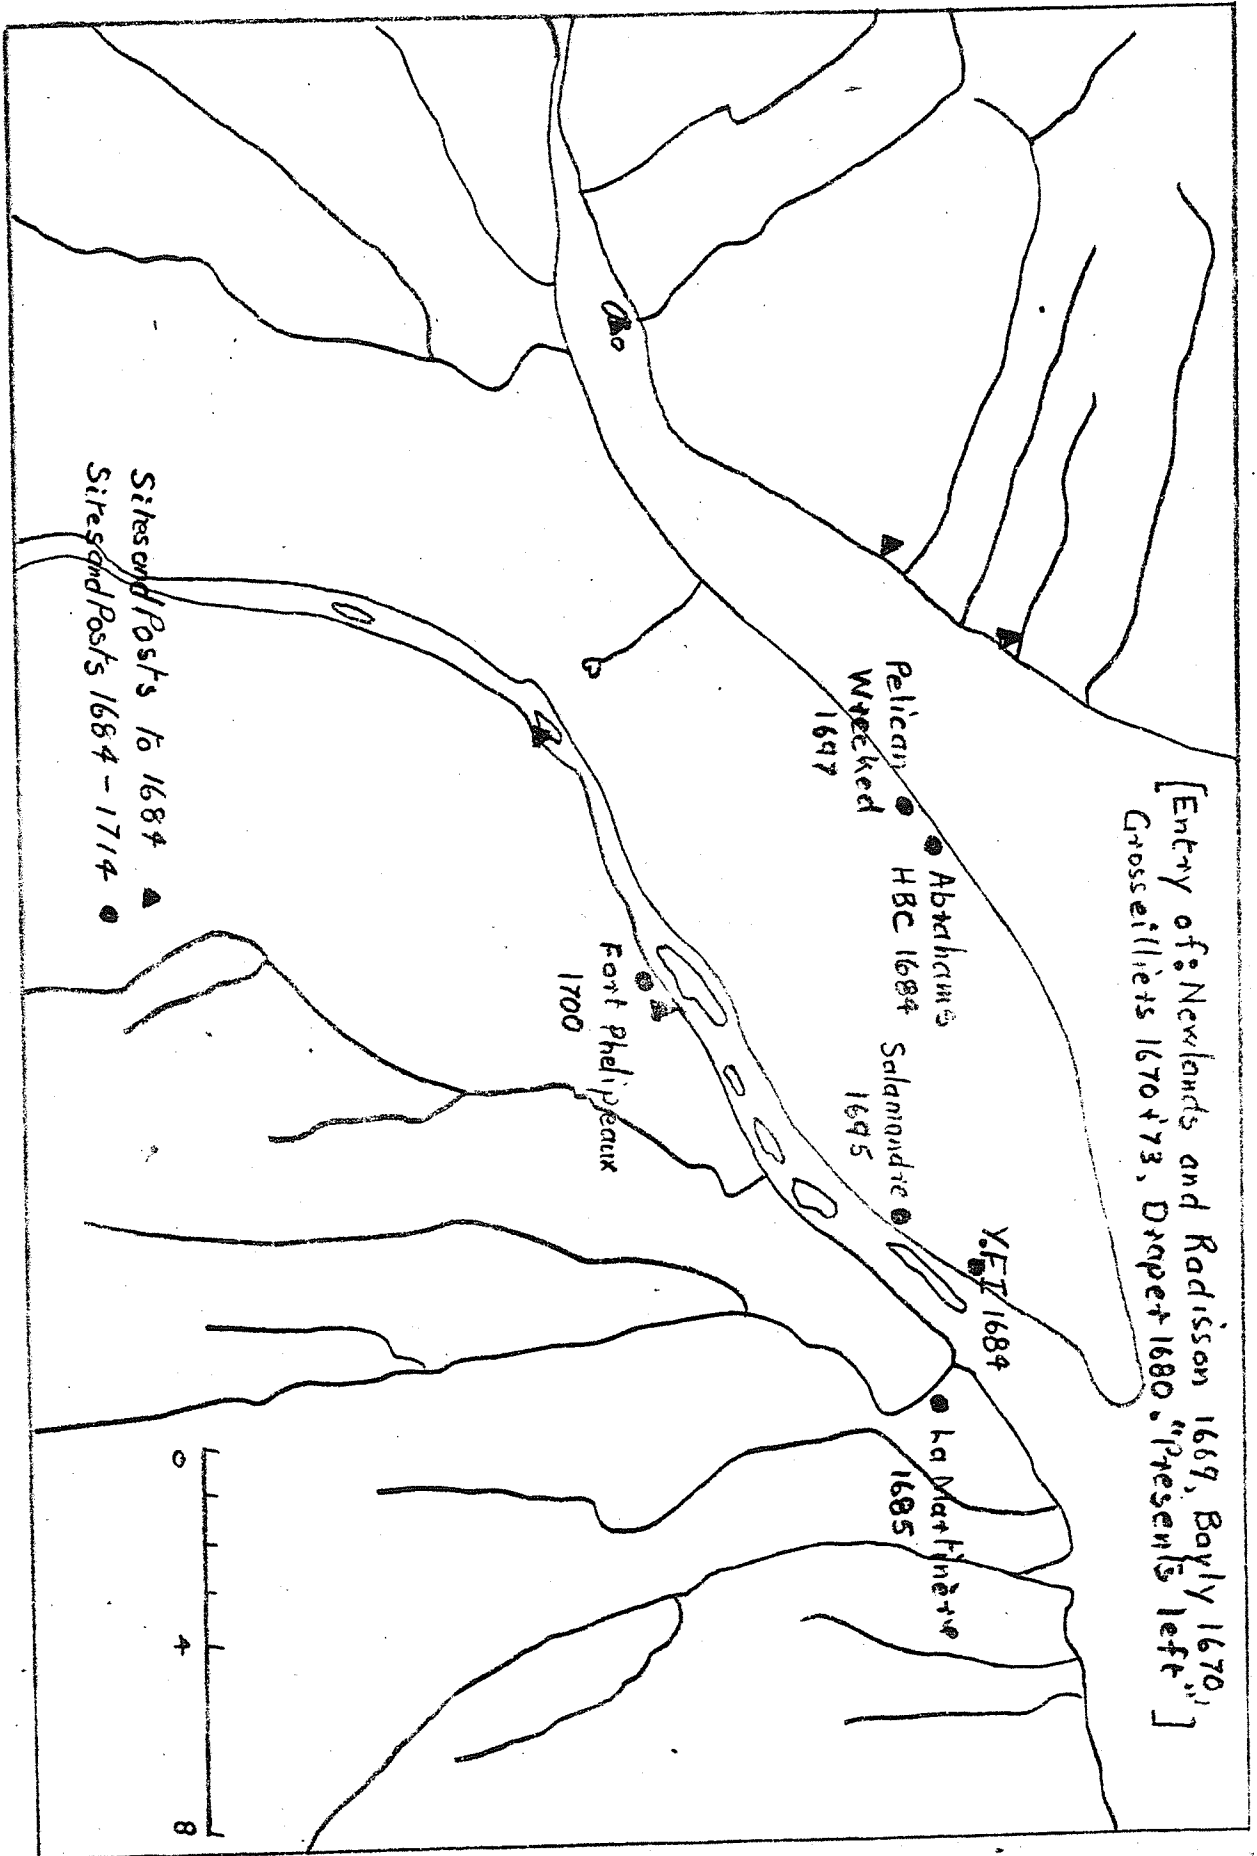 [Entry of: Newlands and Radisson 1669, Bayly 1670,
Grosseilliers 1670 + 73, Draper 1680. "Presents left"]
Y.F.I 1684
Pelican
Wrecked
1697
Abrahams
HBC 1684
Salamandre
1695
La Martinère
1685
Fort Phelipeaux
1700
Sites and Posts to 1684
Sites and Posts 1684 - 1714
0 4 8